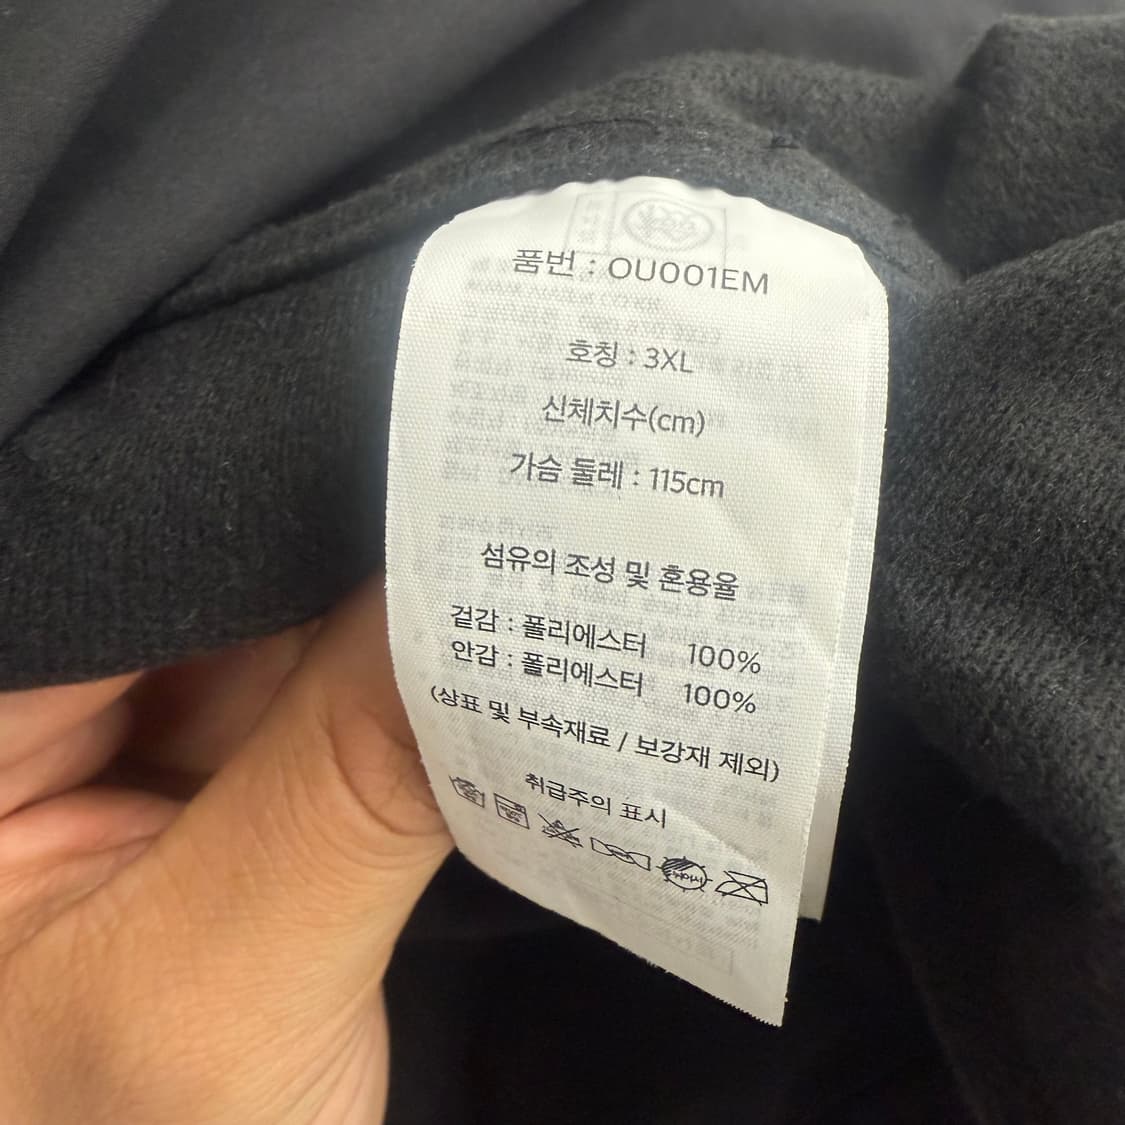 품번 : OU001EM
호칭 : 3XL
신체치수(cm)
가슴 둘레 : 115cm
섬유의 조성 및 혼용율
겉감 : 폴리에스터 100%
안감 : 폴리에스터 100%
(상표 및 부속재료 / 보강재 제외)
취급주의 표시